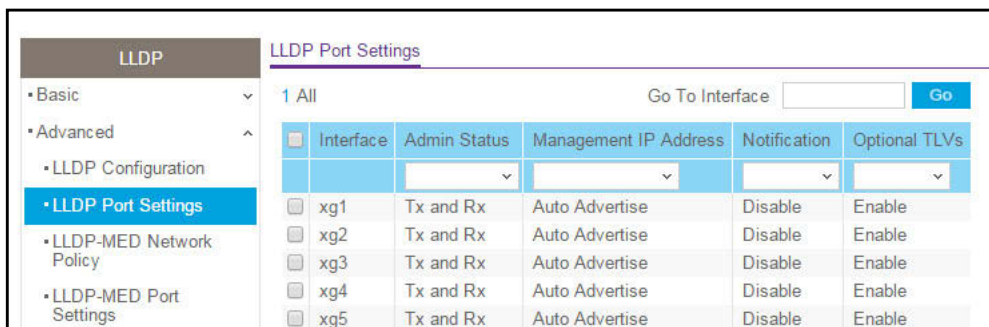 LLDP
LLDP Port Settings
Basic
Advanced
LLDP Configuration
LLDP Port Settings
LLDP-MED Network
Policy
LLDP-MED Port
Settings
1 All
Go To Interface Go
Interface Admin Status Management IP Address Notification Optional TLVs
xg1 Tx and Rx Auto Advertise Disable Enable
xg2 Tx and Rx Auto Advertise Disable Enable
xg3 Tx and Rx Auto Advertise Disable Enable
xg4 Tx and Rx Auto Advertise Disable Enable
xg5 Tx and Rx Auto Advertise Disable Enable